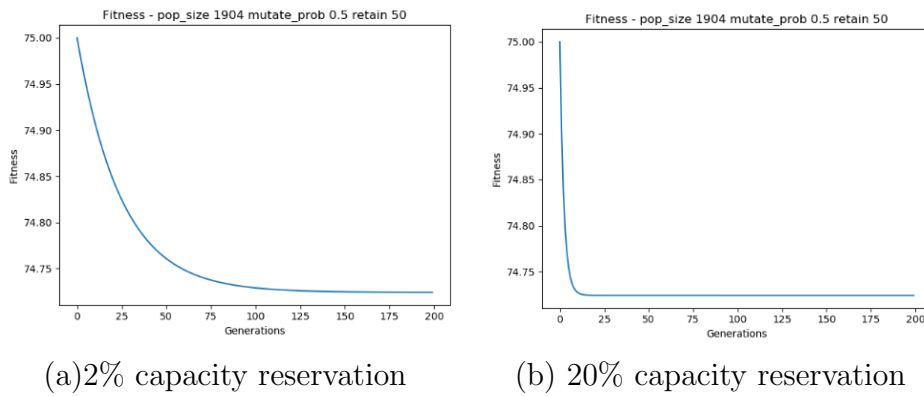 Fitness - pop_size 1904 mutate_prob 0.5 retain 50
75.00
74.95
74.90
74.85
74.80
74.75
Fitness
0 25 50 75 100 125 150 175 200
Generations
(a)2% capacity reservation
Fitness - pop_size 1904 mutate_prob 0.5 retain 50
75.00
74.95
74.90
74.85
74.80
74.75
Fitness
0 25 50 75 100 125 150 175 200
Generations
(b) 20% capacity reservation